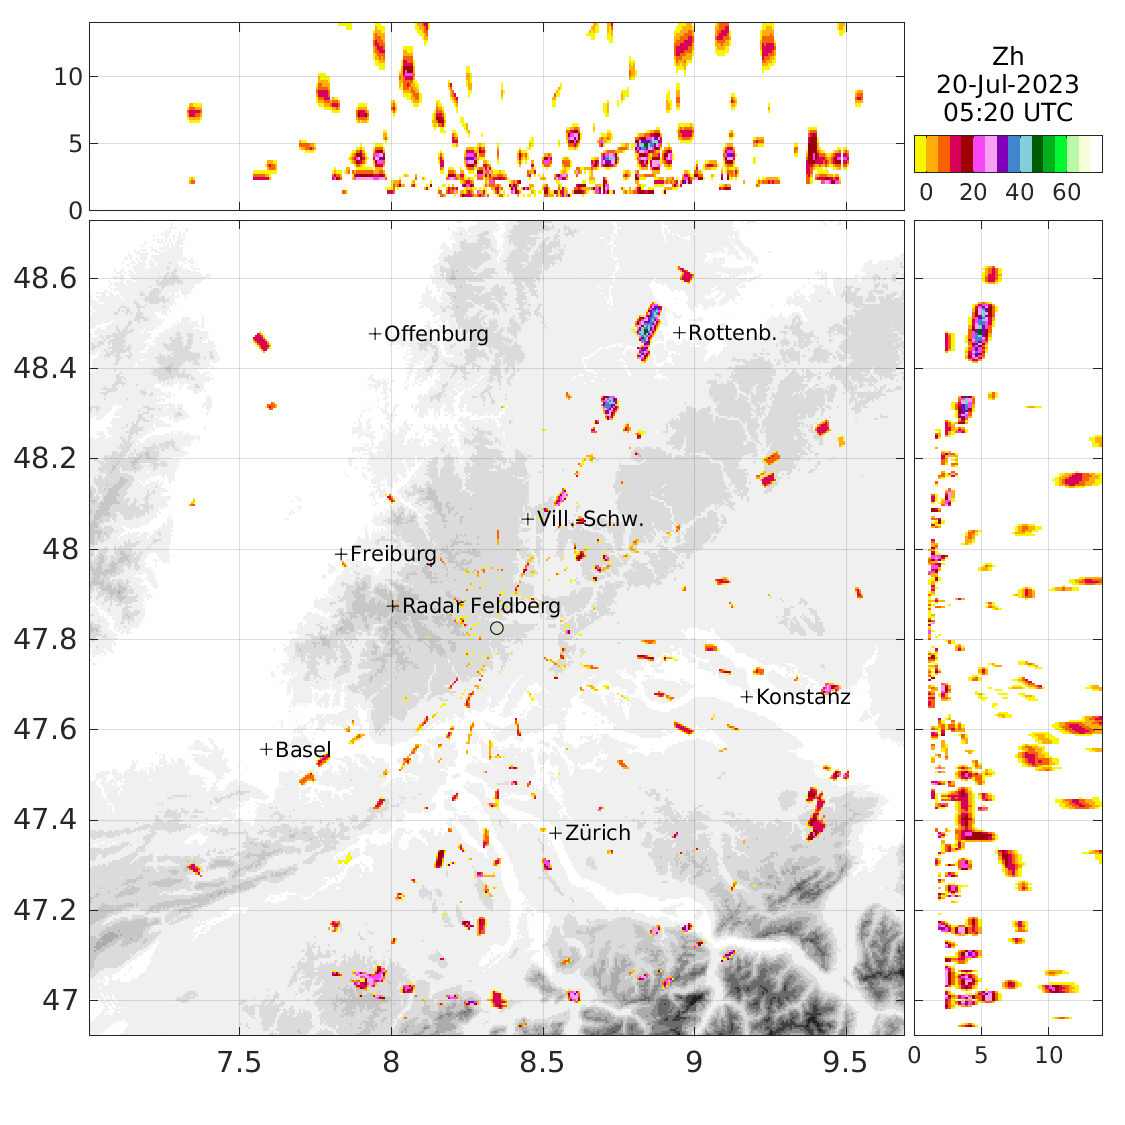 10
5
0
Zh
20-Jul-2023
05:20 UTC
0 20 40 60
48.6
48.4
48.2
48
47.8
47.6
47.4
47.2
47
+Offenburg
+Rottenb.
+Vill.-Schw.
+Freiburg
+Radar Feldberg
+Konstanz
+Basel
+Zürich
7.5 8 8.5 9 9.5
0 5 10